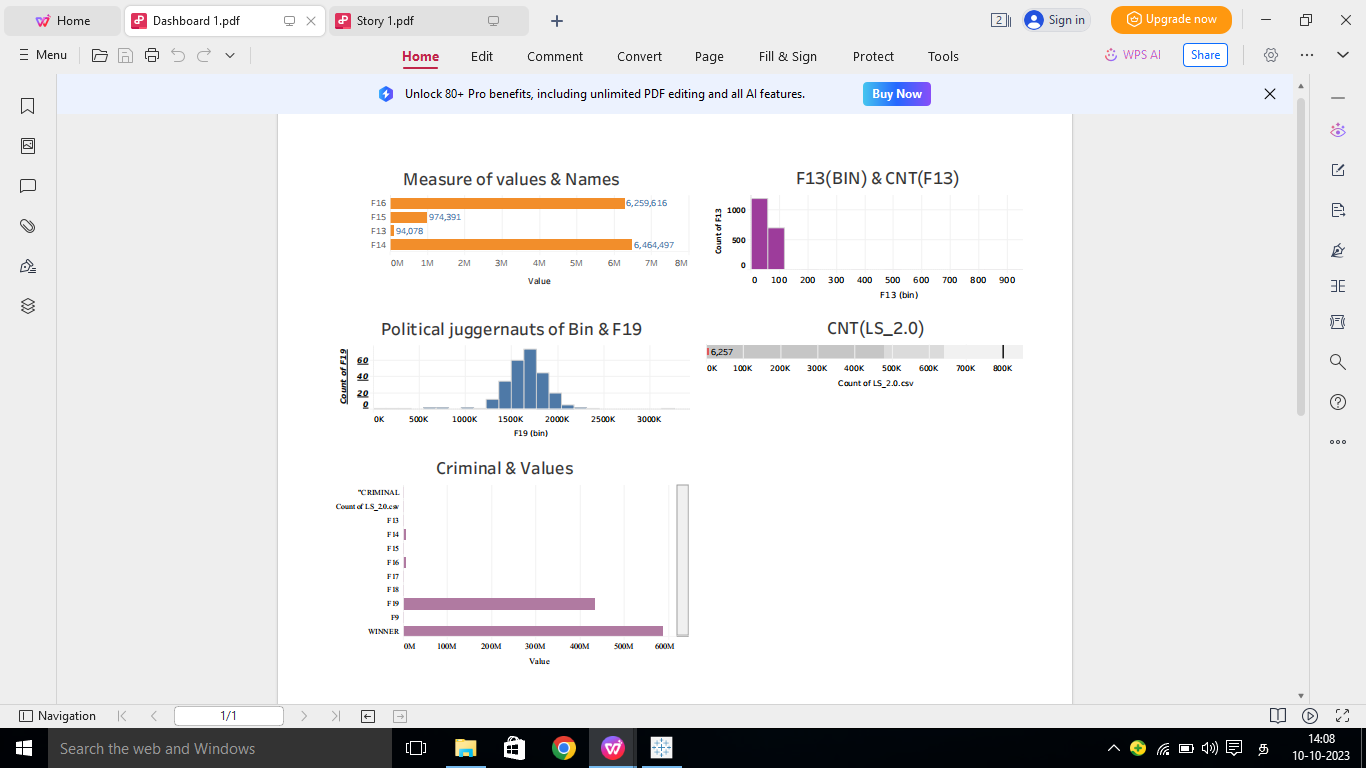 Home
Dashboard 1.pdf
Story 1.pdf
2
Sign in
Upgrade now
Menu
Home Edit Comment Convert Page Fill & Sign Protect Tools
WPS AI
Share
Unlock 80+ Pro benefits, including unlimited PDF editing and all AI features.
Buy Now
Measure of values & Names
F16 6,259,616
F15 974,391
F13 94,078
F14 6,464,497
0M 1M 2M 3M 4M 5M 6M 7M 8M
Value
F13(BIN) & CNT(F13)
Count of F13
1000
500
0
0 100 200 300 400 500 600 700 800 900
F13 (bin)
Political juggernauts of Bin & F19
Count of F19
60
40
20
0
0K 500K 1000K 1500K 2000K 2500K 3000K
F19 (bin)
CNT(LS_2.0)
6,257
0K 100K 200K 300K 400K 500K 600K 700K 800K
Count of LS_2.0.csv
Criminal & Values
"CRIMINAL
Count of LS_2.0.csv
F13
F14
F15
F16
F17
F18
F19
F9
WINNER
0M 100M 200M 300M 400M 500M 600M
Value
Navigation
1/1
Search the web and Windows
த
14:08
10-10-2023